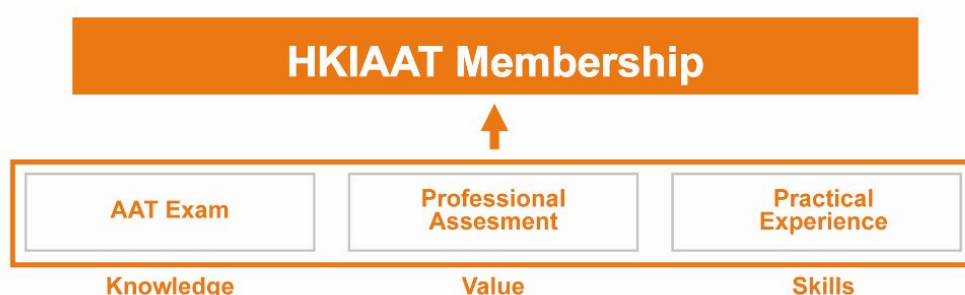 HKIAAT Membership
AAT Exam
Professional
Assesment
Practical
Experience
Knowledge
Value
Skills